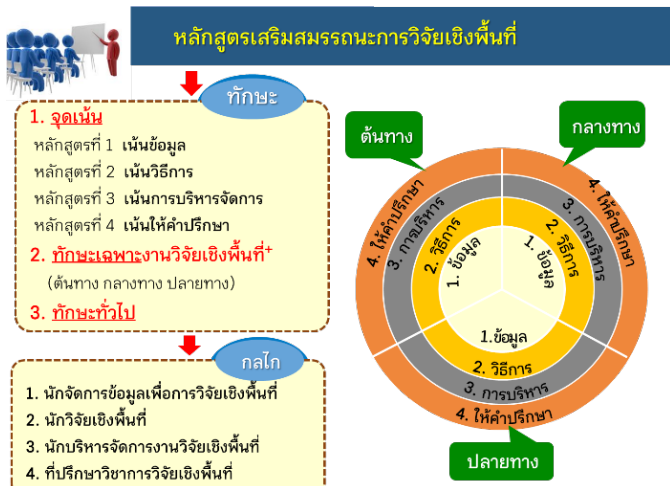 หลักสูตรเสริมสมรรถนะการวิจัยเชิงพื้นที่
ทักษะ
1. จุดเน้น
หลักสูตรที่ 1 เน้นข้อมูล
หลักสูตรที่ 2 เน้นวิธีการ
หลักสูตรที่ 3 เน้นการบริหารจัดการ
หลักสูตรที่ 4 เน้นให้คำปรึกษา
2. ทักษะเฉพาะงานวิจัยเชิงพื้นที่+
(ต้นทาง กลางทาง ปลายทาง)
3. ทักษะทั่วไป
กลไก
1. นักจัดการข้อมูลเพื่อการวิจัยเชิงพื้นที่
2. นักวิจัยเชิงพื้นที่
3. นักบริหารจัดการงานวิจัยเชิงพื้นที่
4. ที่ปรึกษาวิชาการวิจัยเชิงพื้นที่
ต้นทาง
4. ให้คำปรึกษา
3. การบริหาร
2. วิธีการ
1. ข้อมูล
กลางทาง
4. ให้คำปรึกษา
3. การบริหาร
2. วิธีการ
1. ข้อมูล
1.ข้อมูล
2. วิธีการ
3. การบริหาร
4. ให้คำปรึกษา
ปลายทาง